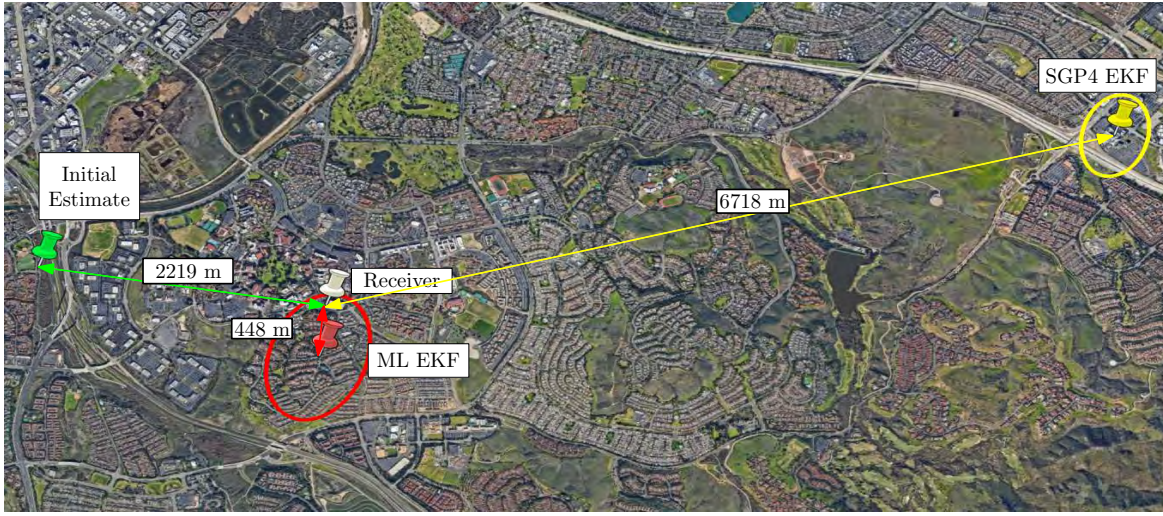 SGP4 EKF
Initial
Estimate
6718 m
2219 m
Receiver
448 m
ML EKF